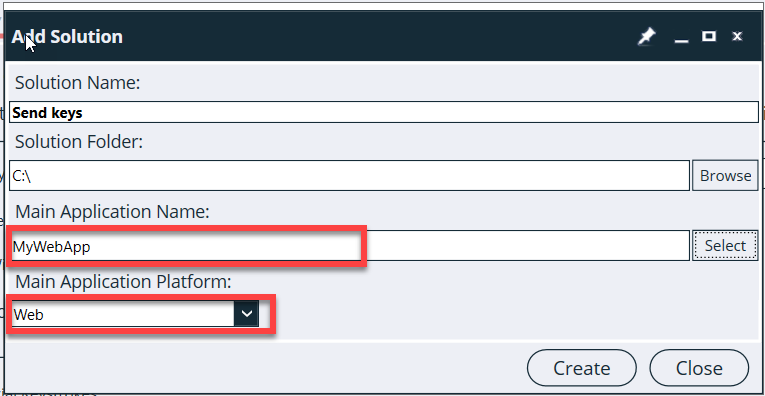 Add Solution
Solution Name:
Send keys
Solution Folder:
C:\
Browse
Main Application Name:
MyWebApp
Select
Main Application Platform:
Web
Create
Close